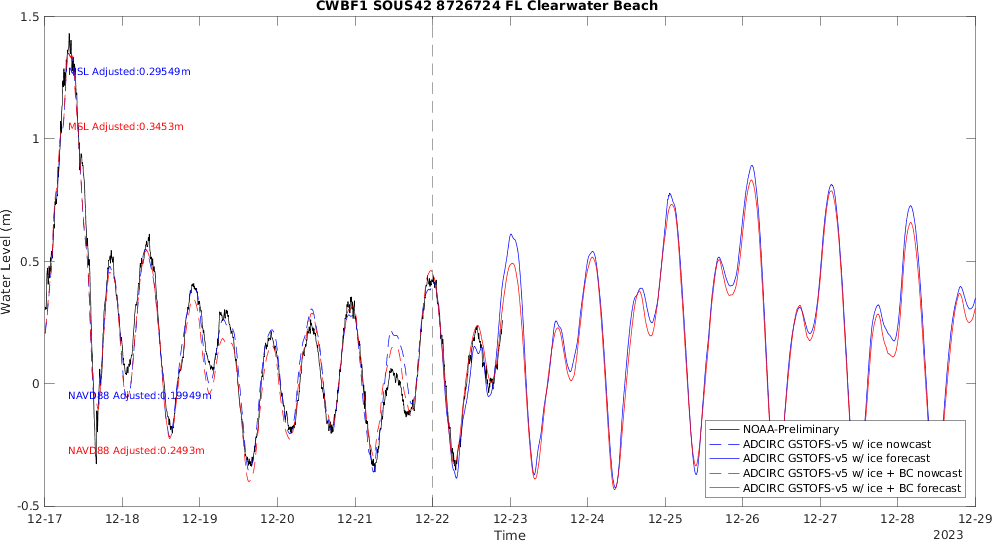 CWBF1 SOUS42 8726724 FL Clearwater Beach
1.5
1
0.5
0
-0.5
Water Level (m)
MSL Adjusted:0.29549m
MSL Adjusted:0.3453m
NAVD88 Adjusted:0.19949m
NAVD88 Adjusted:0.2493m
NOAA-Preliminary
ADCIRC GSTOFS-v5 w/ ice nowcast
ADCIRC GSTOFS-v5 w/ ice forecast
ADCIRC GSTOFS-v5 w/ ice + BC nowcast
ADCIRC GSTOFS-v5 w/ ice + BC forecast
12-17 12-18 12-19 12-20 12-21 12-22 12-23 12-24 12-25 12-26 12-27 12-28 12-29
Time
2023